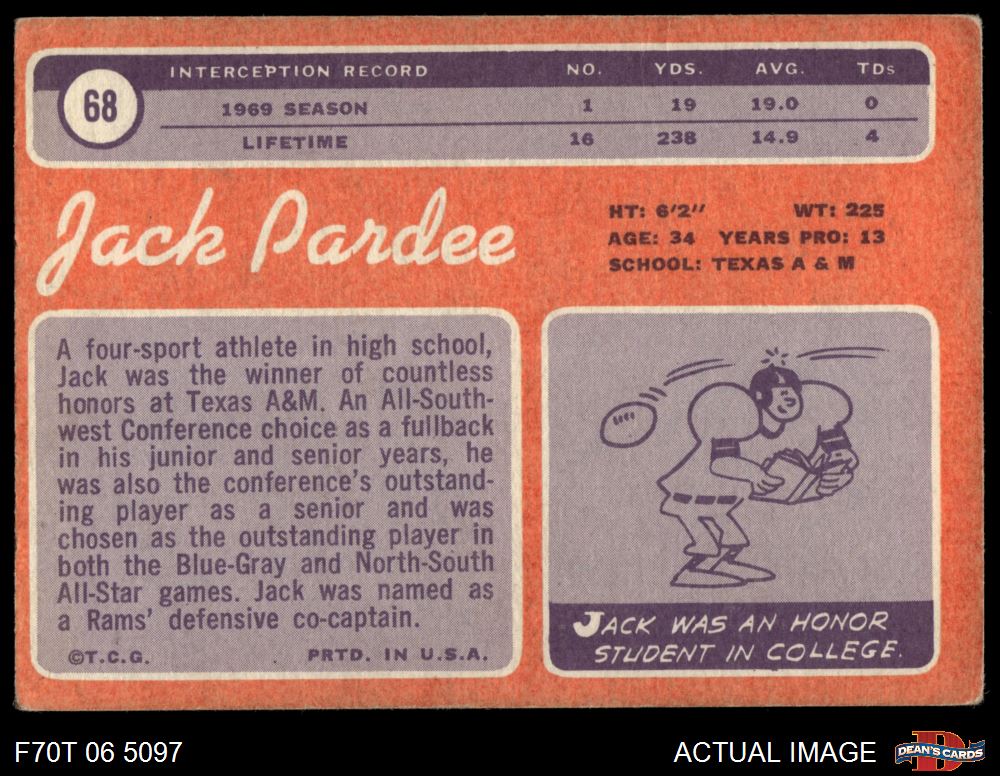 68
INTERCEPTION RECORD NO. YDS. AVG. TDs
1969 SEASON 1 19 19.0 0
LIFETIME 16 238 14.9 4
Jack Pardee
HT: 6'2" WT: 225
AGE: 34 YEARS PRO: 13
SCHOOL: TEXAS A & M
A four-sport athlete in high school,
Jack was the winner of countless
honors at Texas A&M. An All-South-
west Conference choice as a fullback
in his junior and senior years, he
was also the conference's outstand-
ing player as a senior and was
chosen as the outstanding player in
both the Blue-Gray and North-South
All-Star games. Jack was named as
a Rams' defensive co-captain.
©T.C.G. PRTD. IN U.S.A.
JACK WAS AN HONOR
STUDENT IN COLLEGE.
F70T 06 5097
ACTUAL IMAGE
D
DEAN'S CARDS